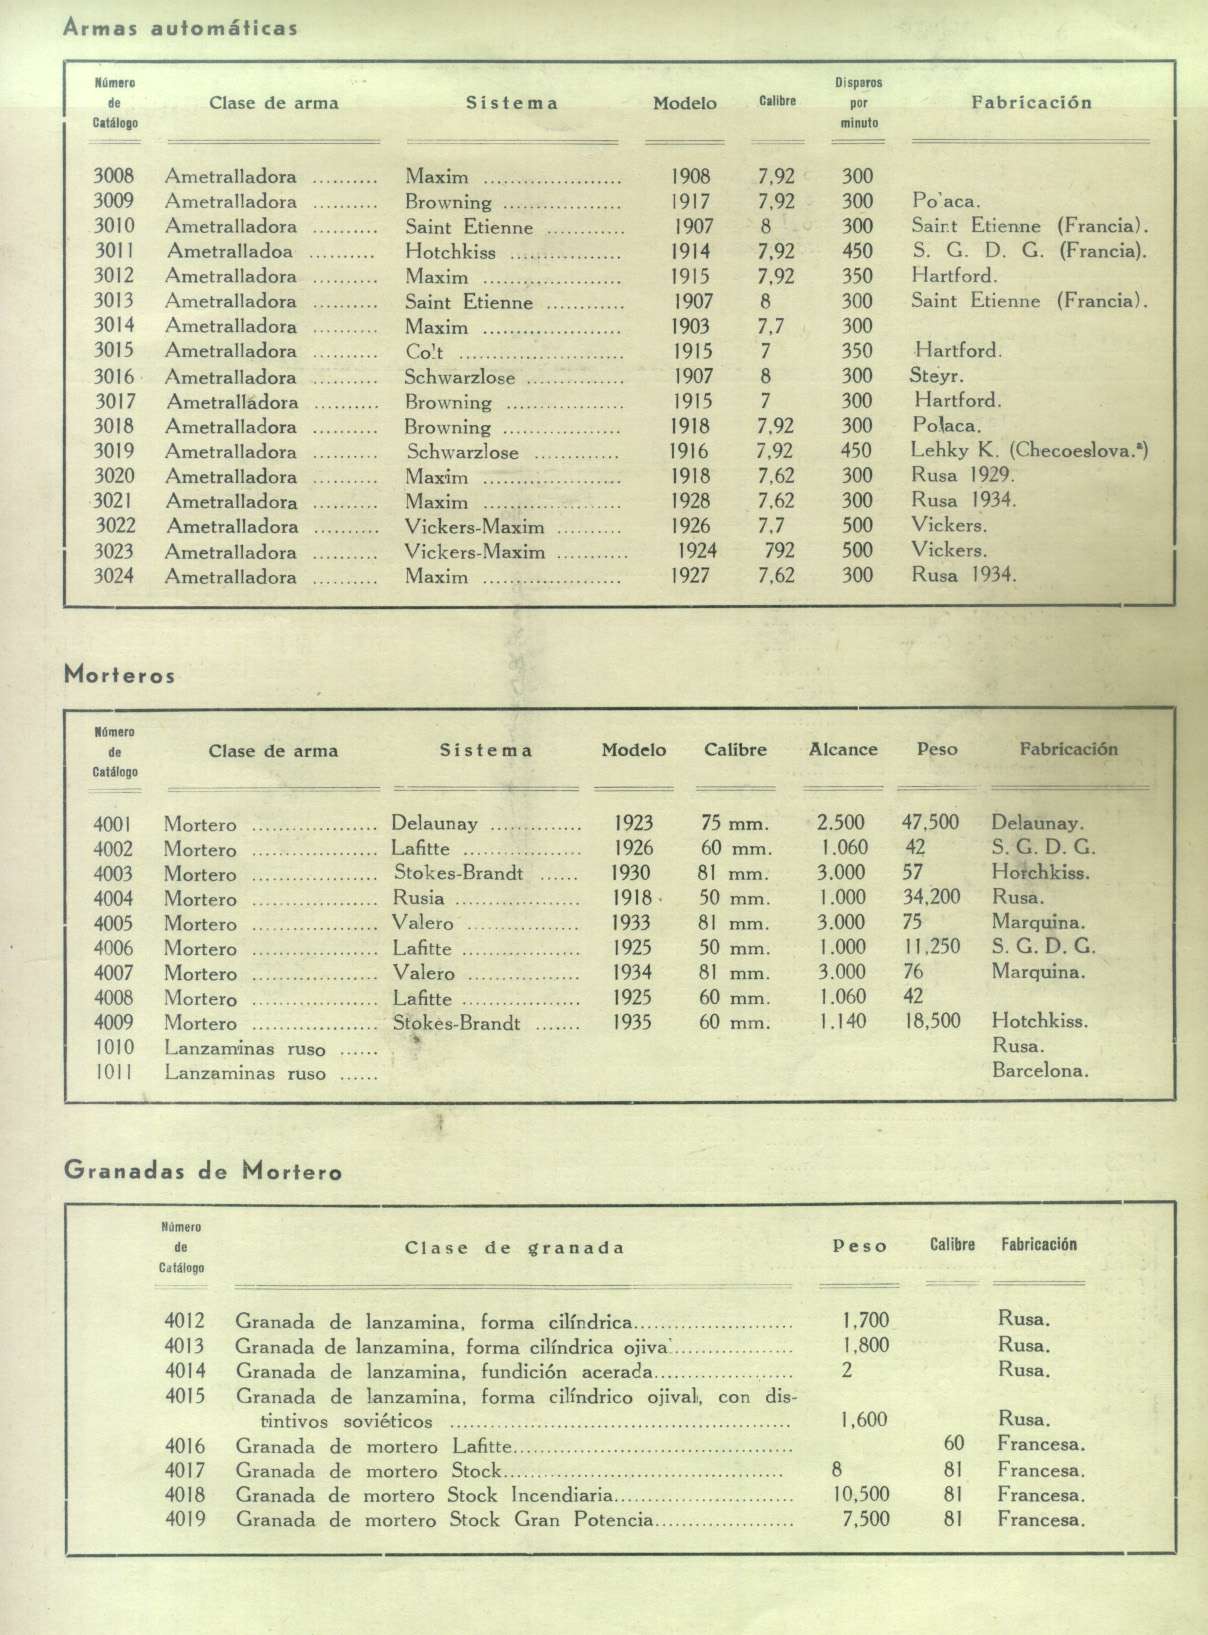 Armas automáticas
Número de Catálogo Clase de arma Sistema Modelo Calibre Disparos por minuto Fabricación
3008 Ametralladora .......... Maxim ..................... 1908 7,92 300
3009 Ametralladora .......... Browning .................. 1917 7,92 300 Po'aca.
3010 Ametralladora .......... Saint Etienne ............ 1907 8 300 Saint Etienne (Francia).
3011 Ametralladoa .......... Hotchkiss ................. 1914 7,92 450 S. G. D. G. (Francia).
3012 Ametralladora .......... Maxim ..................... 1915 7,92 350 Hartford.
3013 Ametralladora .......... Saint Etienne ............ 1907 8 300 Saint Etienne (Francia).
3014 Ametralladora .......... Maxim ..................... 1903 7,7 300
3015 Ametralladora .......... Colt ......................... 1915 7 350 Hartford.
3016 Ametralladora .......... Schwarzlose ............... 1907 8 300 Steyr.
3017 Ametralladora .......... Browning .................. 1915 7 300 Hartford.
3018 Ametralladora .......... Browning .................. 1918 7,92 300 Polaca.
3019 Ametralladora .......... Schwarzlose ............. 1916 7,92 450 Lehky K. (Checoeslova.ª)
3020 Ametralladora .......... Maxim ..................... 1918 7,62 300 Rusa 1929.
3021 Ametralladora .......... Maxim ..................... 1928 7,62 300 Rusa 1934.
3022 Ametralladora .......... Vickers-Maxim .......... 1926 7,7 500 Vickers.
3023 Ametralladora .......... Vickers-Maxim ........... 1924 792 500 Vickers.
3024 Ametralladora .......... Maxim ..................... 1927 7,62 300 Rusa 1934.
Morteros
Número de Catálogo Clase de arma Sistema Modelo Calibre Alcance Peso Fabricación
4001 Mortero ................... Delaunay .............. 1923 75 mm. 2.500 47,500 Delaunay.
4002 Mortero ................... Lafitte .................. 1926 60 mm. 1.060 42 S. G. D. G.
4003 Mortero ................... Stokes-Brandt ...... 1930 81 mm. 3.000 57 Hotchkiss.
4004 Mortero ................... Rusia ................... 1918 50 mm. 1.000 34,200 Rusa.
4005 Mortero ................... Valero ................. 1933 81 mm. 3.000 75 Marquina.
4006 Mortero ................... Lafitte .................. 1925 50 mm. 1.000 11,250 S. G. D. G.
4007 Mortero ................... Valero ................. 1934 81 mm. 3.000 76 Marquina.
4008 Mortero ................... Lafitte .................. 1925 60 mm. 1.060 42
4009 Mortero ................... Stokes-Brandt ....... 1935 60 mm. 1.140 18,500 Hotchkiss.
1010 Lanzaminas ruso ...... Rusa.
1011 Lanzaminas ruso ...... Barcelona.
Granadas de Mortero
Número de Catálogo Clase de granada Peso Calibre Fabricación
4012 Granada de lanzamina, forma cilíndrica........................ 1,700 Rusa.
4013 Granada de lanzamina, forma cilíndrica ojival.................. 1,800 Rusa.
4014 Granada de lanzamina, fundición acerada..................... 2 Rusa.
4015 Granada de lanzamina, forma cilíndrico ojival, con dis-
tintivos soviéticos .................................................... 1,600 Rusa.
4016 Granada de mortero Lafitte.......................................... 60 Francesa.
4017 Granada de mortero Stock.......................................... 8 81 Francesa.
4018 Granada de mortero Stock Incendiaria........................... 10,500 81 Francesa.
4019 Granada de mortero Stock Gran Potencia..................... 7,500 81 Francesa.